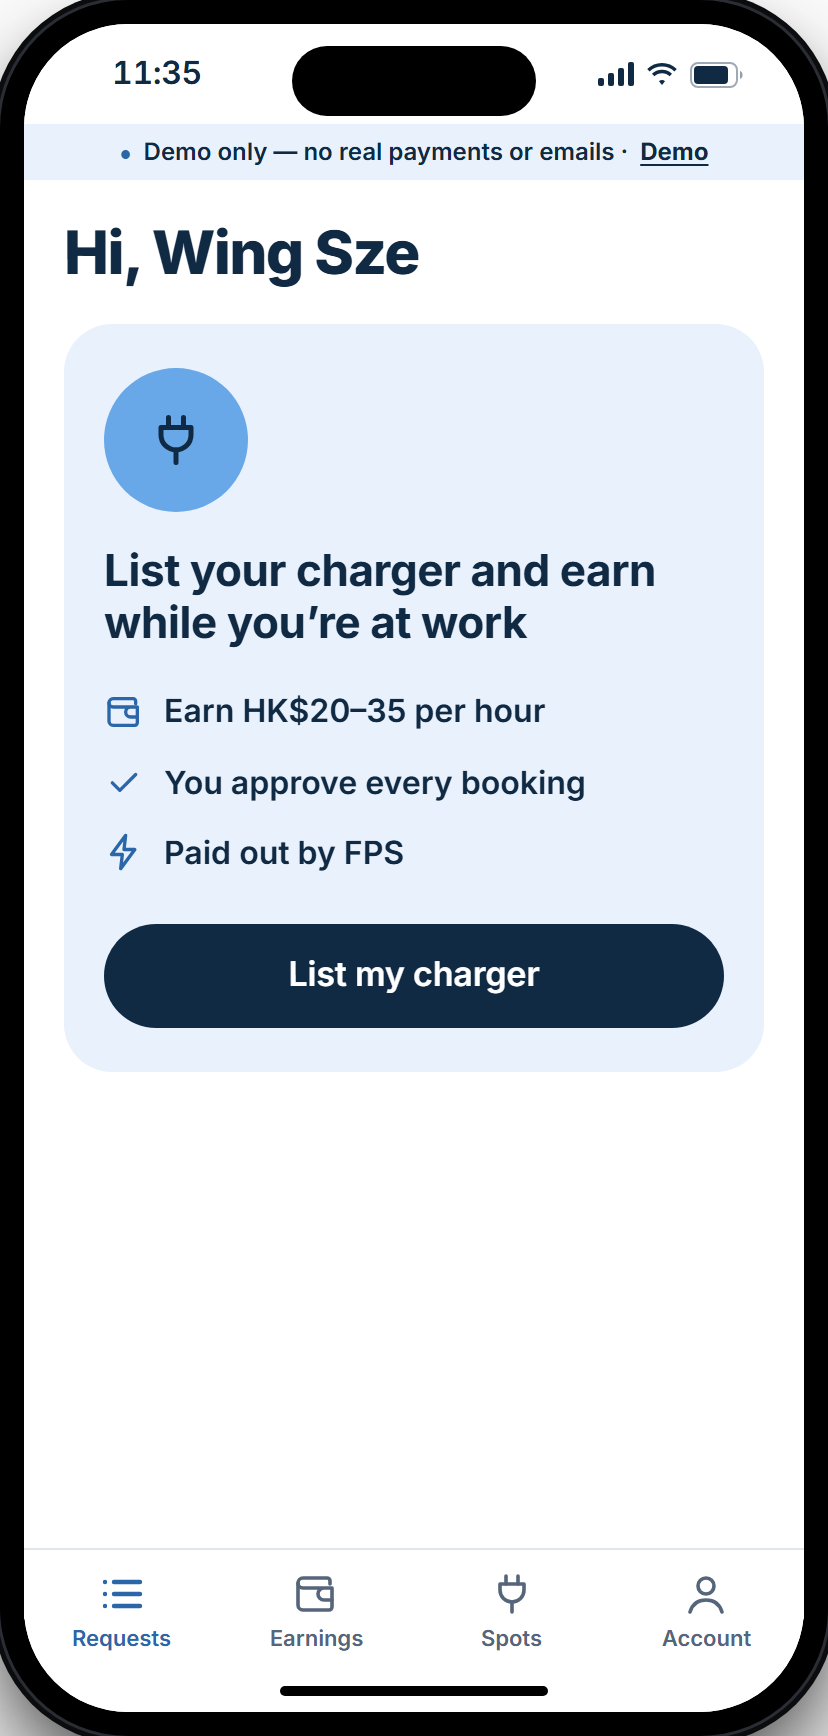 11:35
Demo only — no real payments or emails · Demo
Hi, Wing Sze
List your charger and earn
while you’re at work
Earn HK$20–35 per hour
You approve every booking
Paid out by FPS
List my charger
Requests
Earnings
Spots
Account